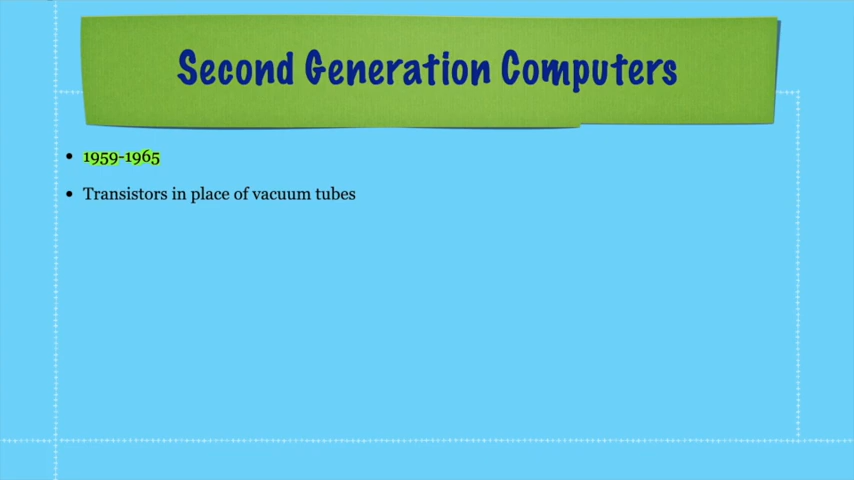 Second Generation Computers
• 1959-1965
• Transistors in place of vacuum tubes